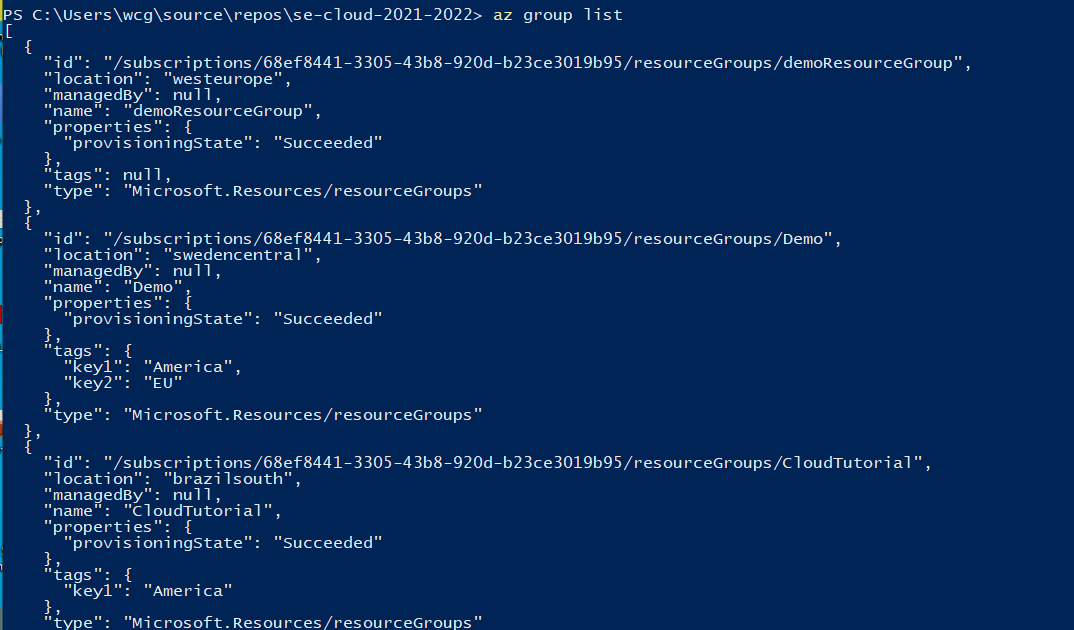 PS C:\Users\wcg\source\repos\se-cloud-2021-2022> az group list
[
  {
    "id": "/subscriptions/68ef8441-3305-43b8-920d-b23ce3019b95/resourceGroups/demoResourceGroup",
    "location": "westeurope",
    "managedBy": null,
    "name": "demoResourceGroup",
    "properties": {
      "provisioningState": "Succeeded"
    },
    "tags": null,
    "type": "Microsoft.Resources/resourceGroups"
  },
  {
    "id": "/subscriptions/68ef8441-3305-43b8-920d-b23ce3019b95/resourceGroups/Demo",
    "location": "swedencentral",
    "managedBy": null,
    "name": "Demo",
    "properties": {
      "provisioningState": "Succeeded"
    },
    "tags": {
      "key1": "America",
      "key2": "EU"
    },
    "type": "Microsoft.Resources/resourceGroups"
  },
  {
    "id": "/subscriptions/68ef8441-3305-43b8-920d-b23ce3019b95/resourceGroups/CloudTutorial",
    "location": "brazilsouth",
    "managedBy": null,
    "name": "CloudTutorial",
    "properties": {
      "provisioningState": "Succeeded"
    },
    "tags": {
      "key1": "America"
    },
    "type": "Microsoft.Resources/resourceGroups"